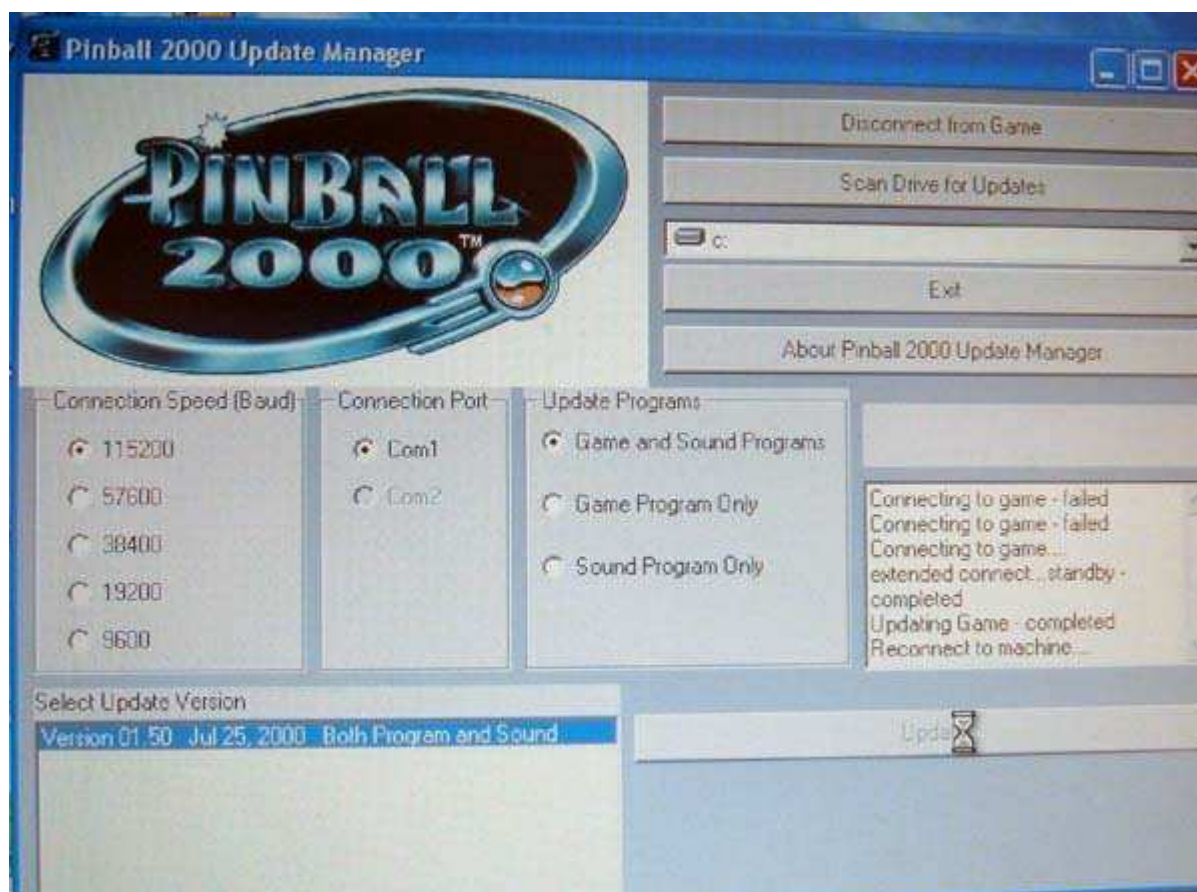 Pinball 2000 Update Manager
PINBALL
2000™
Disconnect from Game
Scan Drive for Updates
c:
Exit
About Pinball 2000 Update Manager
Connection Speed (Baud)
115200
57600
38400
19200
9600
Connection Port
Com1
Com2
Update Programs
Game and Sound Programs
Game Program Only
Sound Program Only
Connecting to game - failed
Connecting to game - failed
Connecting to game....
extended connect...standby -
completed
Updating Game - completed
Reconnect to machine....
Select Update Version
Version 01.50 Jul 25, 2000 Both Program and Sound